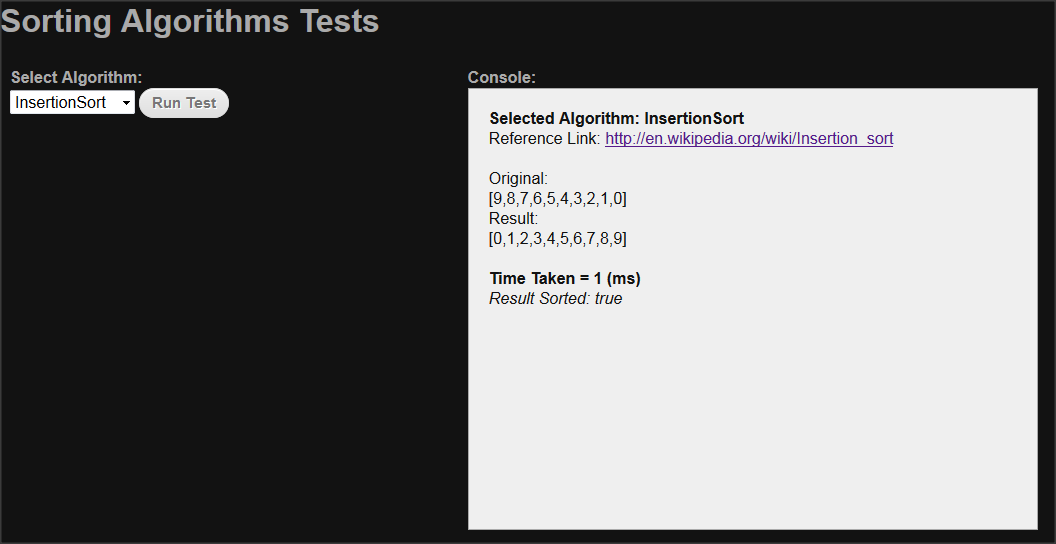 Sorting Algorithms Tests
Select Algorithm:
InsertionSort
Run Test
Console:
Selected Algorithm: InsertionSort
Reference Link: http://en.wikipedia.org/wiki/Insertion_sort
Original:
[9,8,7,6,5,4,3,2,1,0]
Result:
[0,1,2,3,4,5,6,7,8,9]
Time Taken = 1 (ms)
Result Sorted: true